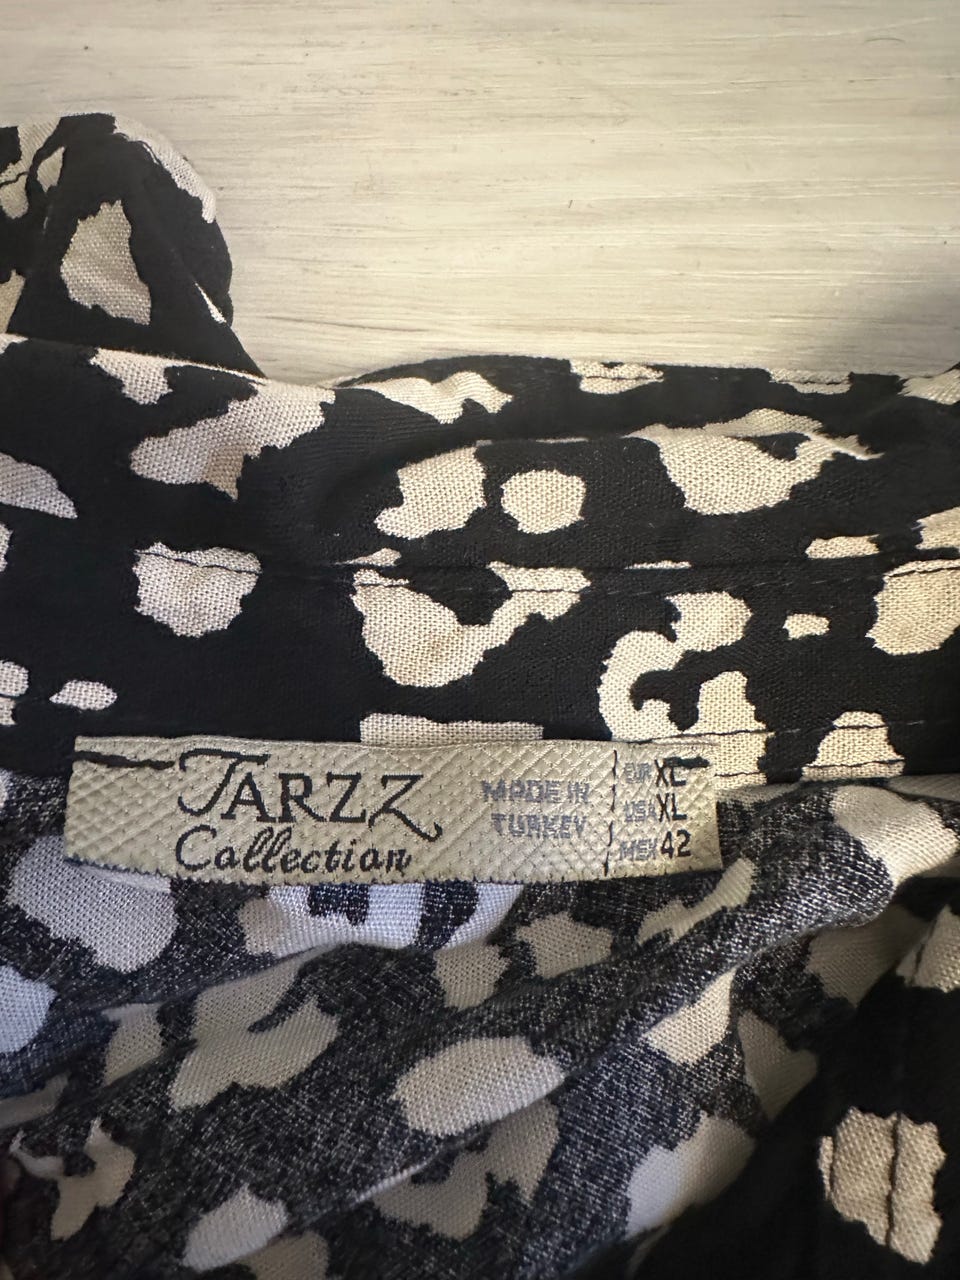 TARZZ
Collection
MADE IN
TURKEY
EUR XL
USA XL
MEX 42